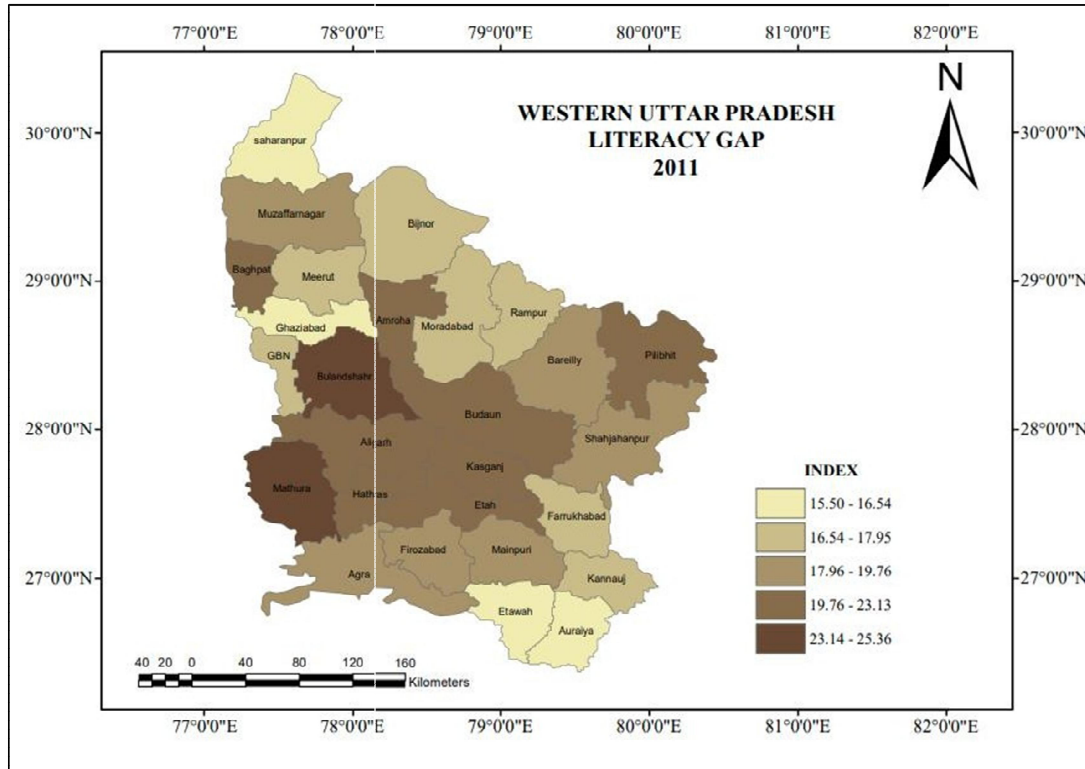 77°0'0"E 78°0'0"E 79°0'0"E 80°0'0"E 81°0'0"E 82°0'0"E
N
WESTERN UTTAR PRADESH
LITERACY GAP
2011
30°0'0"N 30°0'0"N
saharanpur
Muzaffarnagar
Bijnor
Baghpat
Meerut
29°0'0"N 29°0'0"N
Rampur
Amroha
Moradabad
Ghaziabad
GBN
Bareilly
Pilibhit
Bulandshahr
Budaun
28°0'0"N 28°0'0"N
Aligarh
Shahjahanpur
Kasganj
Mathura
Hathras
Etah
Farrukhabad
Firozabad
Mainpuri
Agra
Kannauj
27°0'0"N 27°0'0"N
Etawah
Auraiya
INDEX
15.50 - 16.54
16.54 - 17.95
17.96 - 19.76
19.76 - 23.13
23.14 - 25.36
40 20 0 40 80 120 160
Kilometers
77°0'0"E 78°0'0"E 79°0'0"E 80°0'0"E 81°0'0"E 82°0'0"E